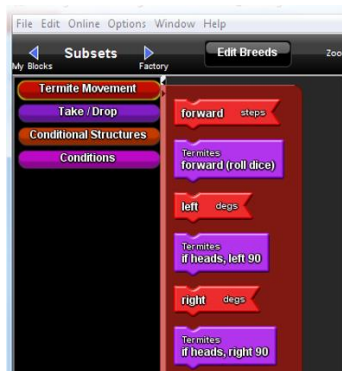 File Edit Online Options Window Help
Subsets
My Blocks
Factory
Edit Breeds
Zoo
Termite Movement
Take / Drop
Conditional Structures
Conditions
forward steps
Termites
forward (roll dice)
left degs
Termites
if heads, left 90
right degs
Termites
if heads, right 90